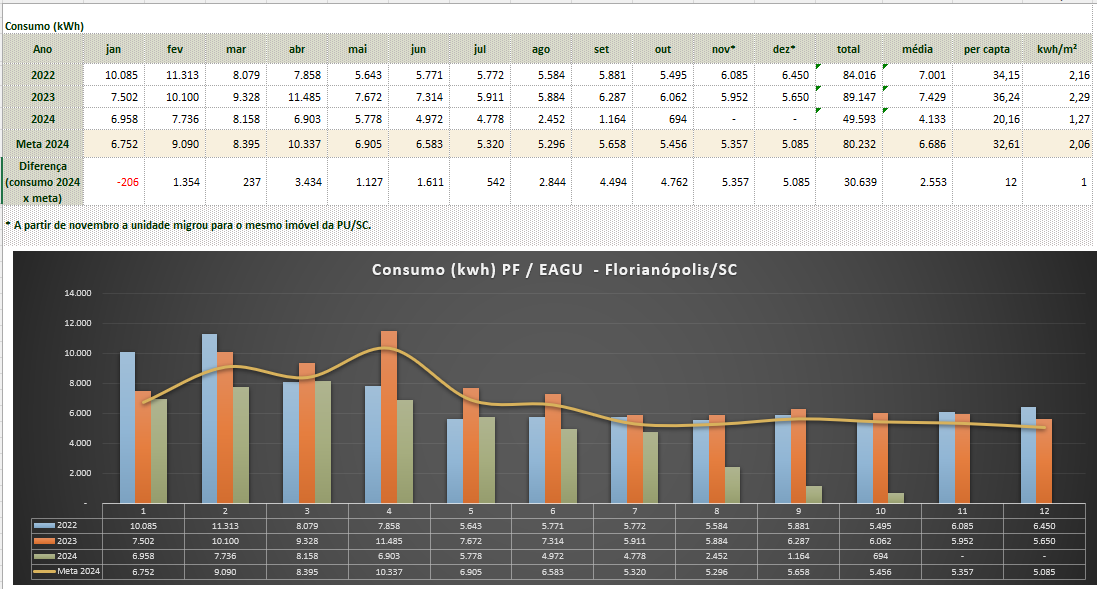 Consumo (kWh)
Ano jan fev mar abr mai jun jul ago set out nov* dez* total média per capta kwh/m²
2022 10.085 11.313 8.079 7.858 5.643 5.771 5.772 5.584 5.881 5.495 6.085 6.450 84.016 7.001 34,15 2,16
2023 7.502 10.100 9.328 11.485 7.672 7.314 5.911 5.884 6.287 6.062 5.952 5.650 89.147 7.429 36,24 2,29
2024 6.958 7.736 8.158 6.903 5.778 4.972 4.778 2.452 1.164 694 - - 49.593 4.133 20,16 1,27
Meta 2024 6.752 9.090 8.395 10.337 6.905 6.583 5.320 5.296 5.658 5.456 5.357 5.085 80.232 6.686 32,61 2,06
Diferença
(consumo 2024 -206 1.354 237 3.434 1.127 1.611 542 2.844 4.494 4.762 5.357 5.085 30.639 2.553 12 1
x meta)
* A partir de novembro a unidade migrou para o mesmo imóvel da PU/SC.
Consumo (kwh) PF / EAGU - Florianópolis/SC
14.000
12.000
10.000
8.000
6.000
4.000
2.000
-
1 2 3 4 5 6 7 8 9 10 11 12
2022 10.085 11.313 8.079 7.858 5.643 5.771 5.772 5.584 5.881 5.495 6.085 6.450
2023 7.502 10.100 9.328 11.485 7.672 7.314 5.911 5.884 6.287 6.062 5.952 5.650
2024 6.958 7.736 8.158 6.903 5.778 4.972 4.778 2.452 1.164 694 - -
Meta 2024 6.752 9.090 8.395 10.337 6.905 6.583 5.320 5.296 5.658 5.456 5.357 5.085